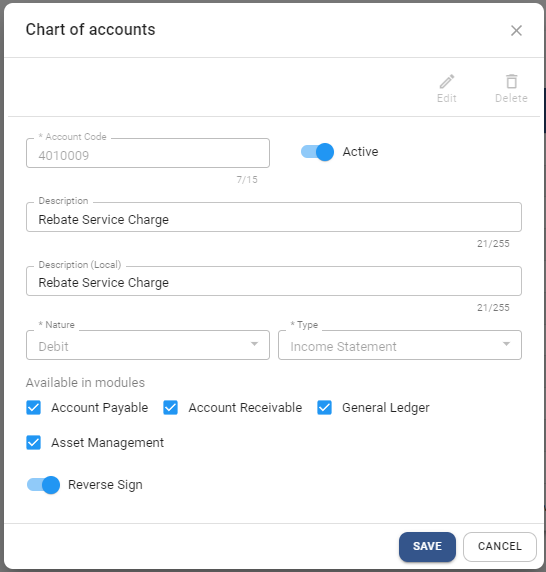 Chart of accounts
Edit Delete
* Account Code
4010009
Active
7/15
Description
Rebate Service Charge
21/255
Description (Local)
Rebate Service Charge
21/255
* Nature * Type
Debit Income Statement
Available in modules
Account Payable Account Receivable General Ledger
Asset Management
Reverse Sign
SAVE CANCEL